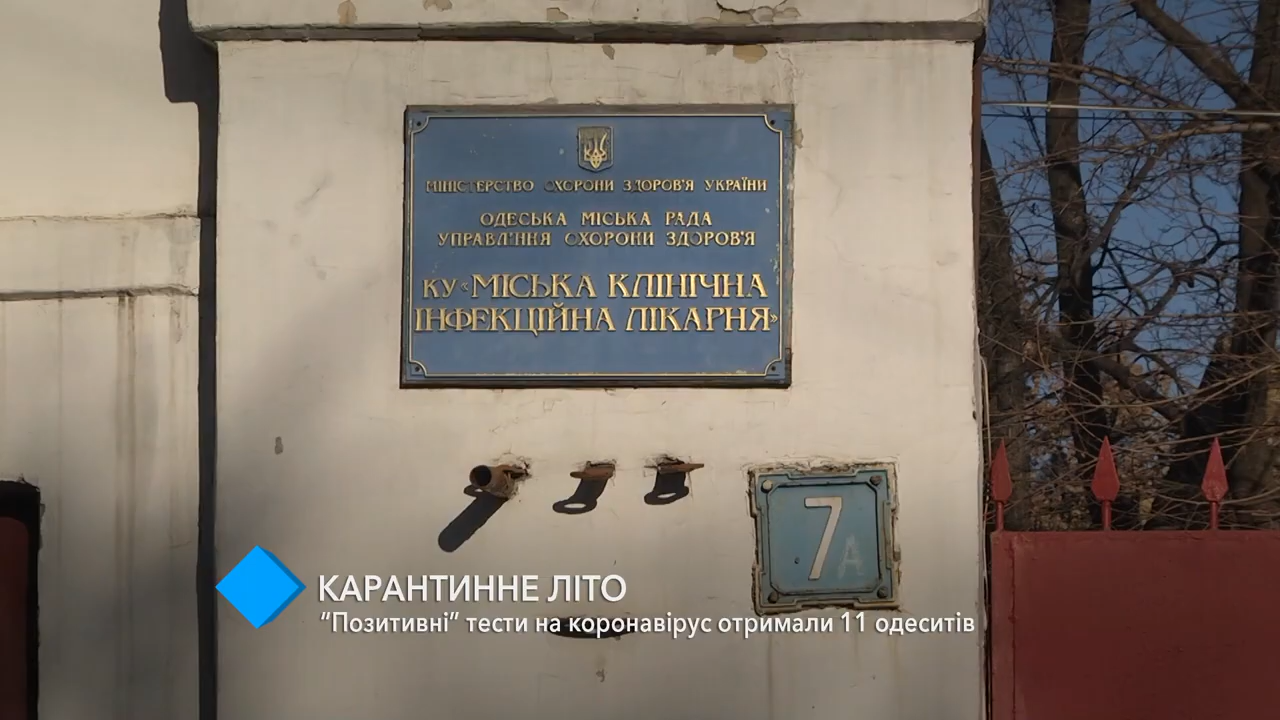 МІНІСТЕРСТВО ОХОРОНИ ЗДОРОВ'Я УКРАЇНИ
ОДЕСЬКА МІСЬКА РАДА
УПРАВЛІННЯ ОХОРОНИ ЗДОРОВ'Я
КУ «МІСЬКА КЛІНІЧНА
ІНФЕКЦІЙНА ЛІКАРНЯ»
7А
КАРАНТИННЕ ЛІТО
“Позитивні” тести на коронавірус отримали 11 одеситів